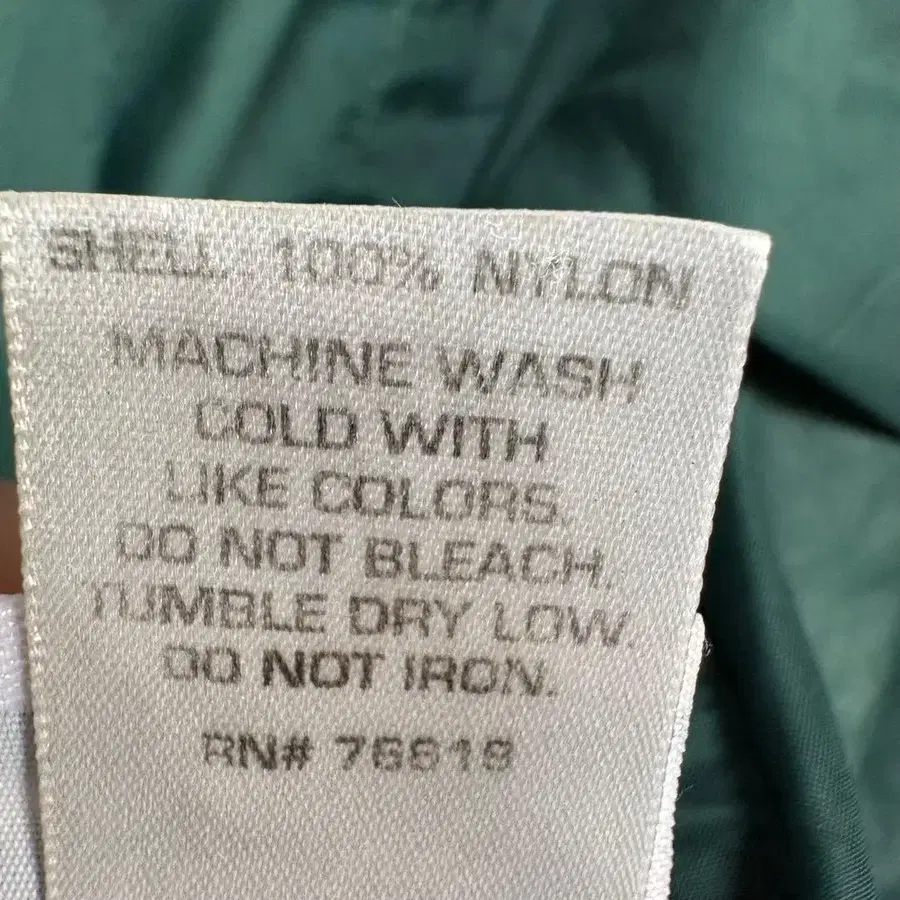 SHELL 100% NYLON
MACHINE WASH
COLD WITH
LIKE COLORS.
DO NOT BLEACH.
TUMBLE DRY LOW.
DO NOT IRON.
RN#